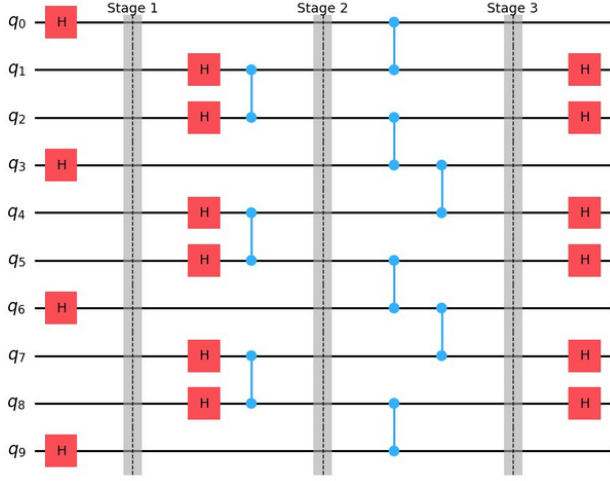 Stage 1 Stage 2 Stage 3
q0 H
q1 H H
q2 H H
q3 H
q4 H H
q5 H H
q6 H
q7 H H
q8 H H
q9 H